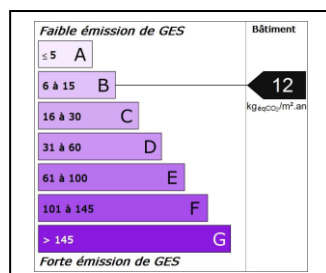 Faible émission de GES
Bâtiment
≤ 5 A
6 à 15 B
12
kgéqCO₂/m².an
16 à 30 C
31 à 60 D
61 à 100 E
101 à 145 F
> 145 G
Forte émission de GES